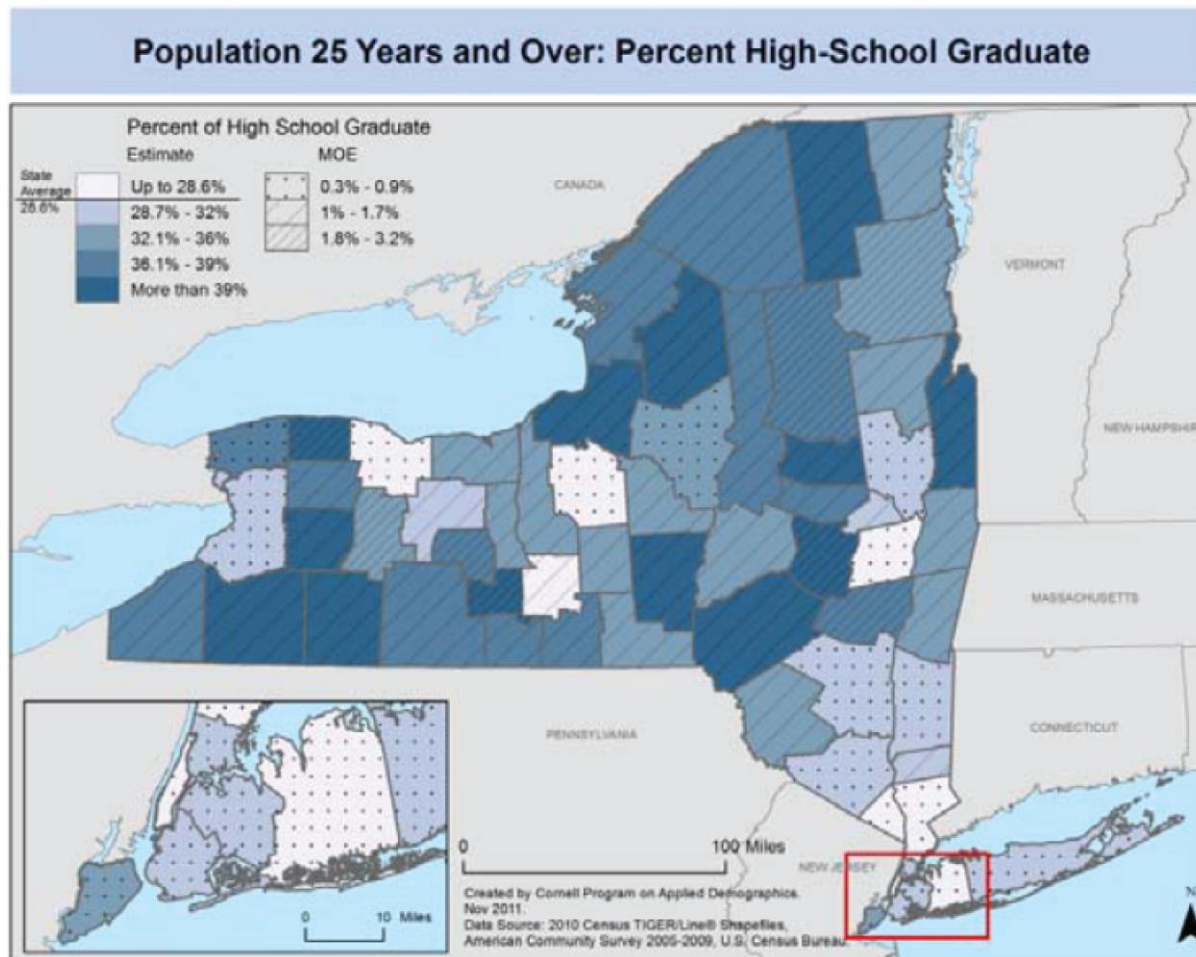 Population 25 Years and Over: Percent High-School Graduate
Percent of High School Graduate
Estimate
MOE
State
Average
28.6%
Up to 28.6%
28.7% - 32%
32.1% - 36%
36.1% - 39%
More than 39%
0.3% - 0.9%
1% - 1.7%
1.8% - 3.2%
CANADA
VERMONT
NEW HAMPSHIR
MASSACHUSETTS
CONNECTICUT
PENNSYLVANIA
NEW JERSEY
0 100 Miles
0 10 Miles
Created by Cornell Program on Applied Demographics.
Nov 2011.
Data Source: 2010 Census TIGER/Line® Shapefiles,
American Community Survey 2005-2009, U.S. Census Bureau.
N